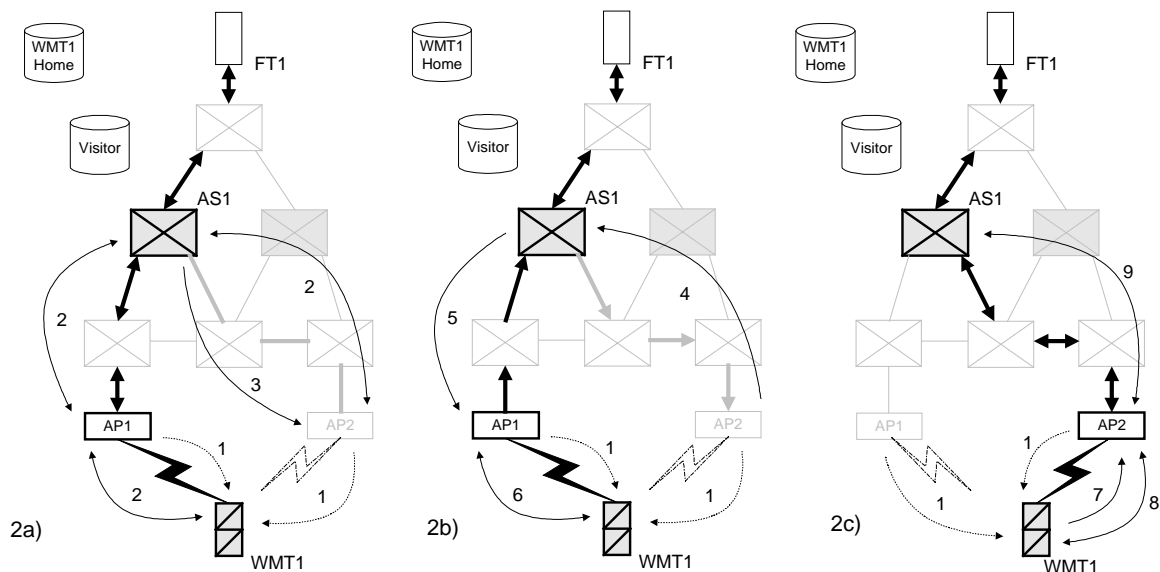 WMT1
Home
FT1
Visitor
AS1
2
2
3
AP1
AP2
1
1
2
2a)
WMT1
WMT1
Home
FT1
Visitor
AS1
5
4
AP1
AP2
1
1
6
2b)
WMT1
WMT1
Home
FT1
Visitor
AS1
9
AP1
AP2
1
1
7
8
2c)
WMT1